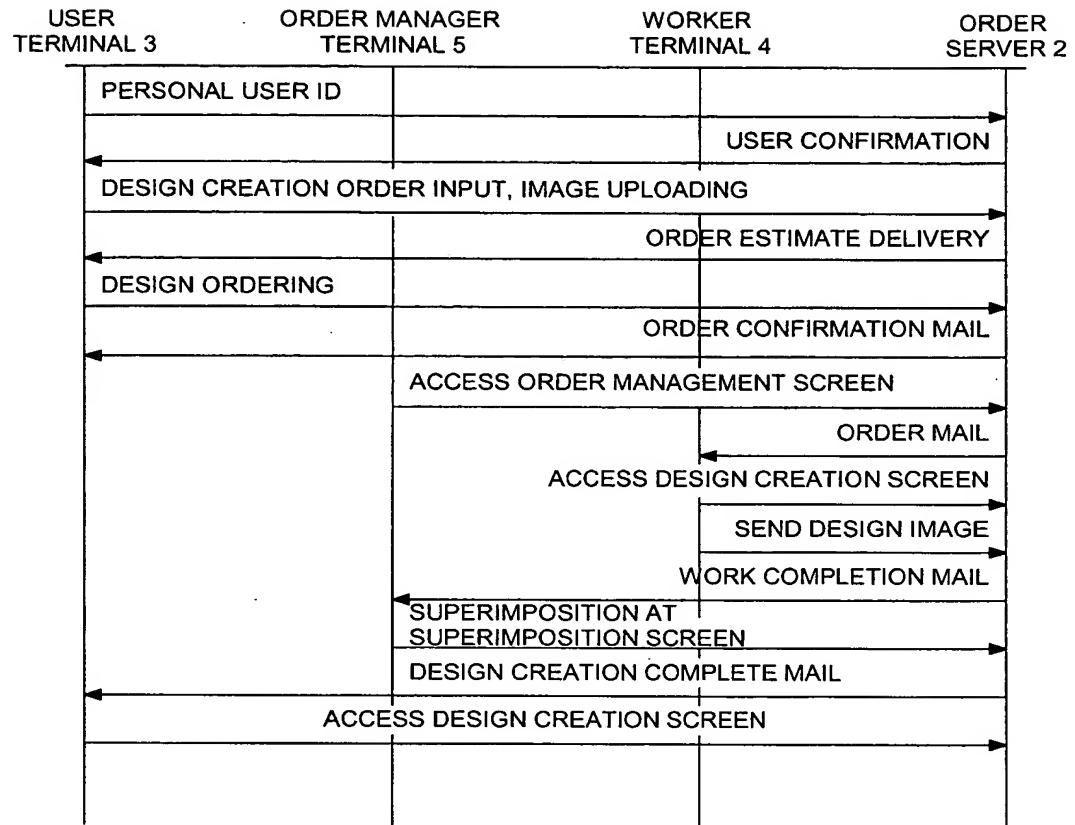 USER
TERMINAL 3
ORDER MANAGER
TERMINAL 5
WORKER
TERMINAL 4
ORDER
SERVER 2
PERSONAL USER ID
USER CONFIRMATION
DESIGN CREATION ORDER INPUT, IMAGE UPLOADING
ORDER ESTIMATE DELIVERY
DESIGN ORDERING
ORDER CONFIRMATION MAIL
ACCESS ORDER MANAGEMENT SCREEN
ORDER MAIL
ACCESS DESIGN CREATION SCREEN
SEND DESIGN IMAGE
WORK COMPLETION MAIL
SUPERIMPOSITION AT
SUPERIMPOSITION SCREEN
DESIGN CREATION COMPLETE MAIL
ACCESS DESIGN CREATION SCREEN